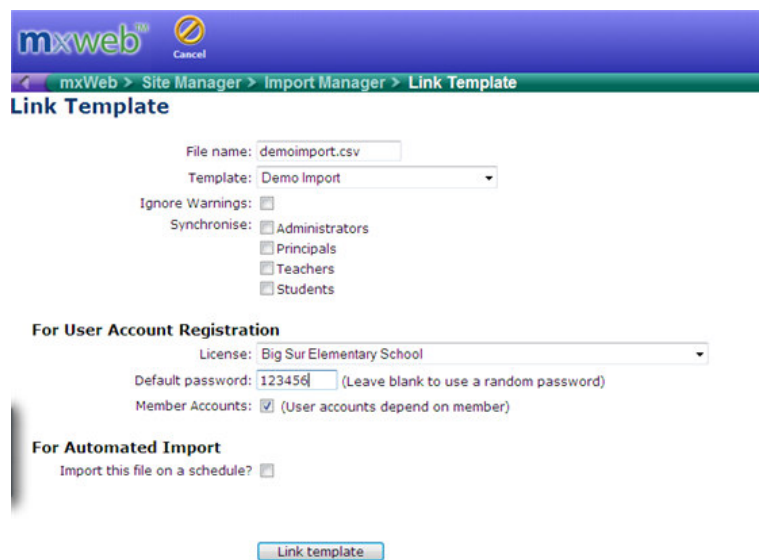 mxweb™
Cancel
mxWeb > Site Manager > Import Manager > Link Template
Link Template
File name: demoimport.csv
Template: Demo Import
Ignore Warnings:
Synchronise: Administrators
Principals
Teachers
Students
For User Account Registration
License: Big Sur Elementary School
Default password: 123456 (Leave blank to use a random password)
Member Accounts: (User accounts depend on member)
For Automated Import
Import this file on a schedule?
Link template